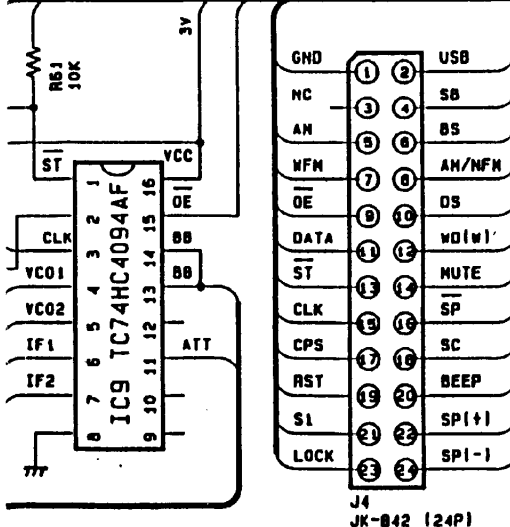 3V
R61
10K
ST
VCC
1
16
2
15
OE
CLK
3
14
BB
VCO1
4
13
BB
VCO2
5
12
IF1
6
11
ATT
IF2
7
10
8
9
IC9 TC74HC4094AF
GND 1 2 USB
NC 3 4 SB
AM 5 6 BS
WFM 7 8 AM/NFM
OE 9 10 DS
DATA 11 12 WD(W)'
ST 13 14 MUTE
CLK 15 16 SP
CPS 17 18 SC
RST 19 20 BEEP
S1 21 22 SP(+)
LOCK 23 24 SP(-)
J4
JK-842 (24P)